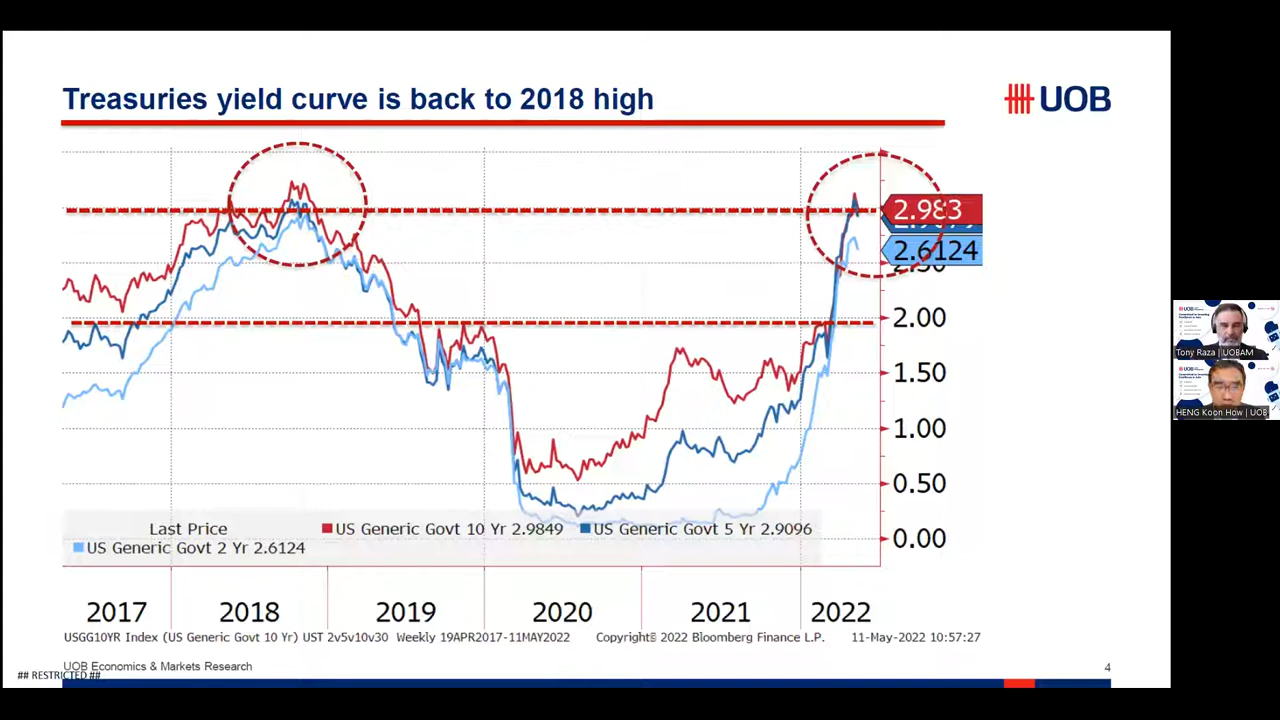 Treasuries yield curve is back to 2018 high
UOB
2.983
2.6124
2.50
2.00
1.50
1.00
0.50
0.00
Last Price
US Generic Govt 10 Yr 2.9849
US Generic Govt 5 Yr 2.9096
US Generic Govt 2 Yr 2.6124
2017 2018 2019 2020 2021 2022
USGG10YR Index (US Generic Govt 10 Yr) UST 2v5v10v30 Weekly 19APR2017-11MAY2022 Copyright© 2022 Bloomberg Finance L.P. 11-May-2022 10:57:27
UOB Economics & Markets Research
4
## RESTRICTED ##
Tony Raza | UOBAM
HENG Koon How | UOB